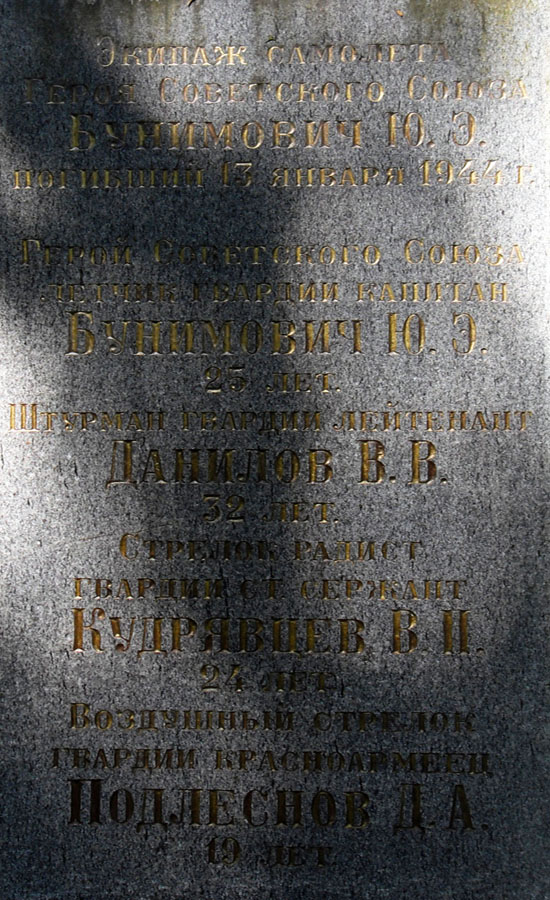 Экипаж самолета
Героя Советского Союза
Бунимович Ю. Э.
погибший 13 января 1944 г.
Герой Советского Союза
летчик гвардии капитан
Бунимович Ю. Э.
25 лет.
Штурман гвардии лейтенант
Данилов В. В.
32 лет.
Стрелок радист
гвардии ст. сержант
Кудрявцев В. П.
24 лет.
Воздушный стрелок
гвардии красноармеец
Подлеснов Д. А.
19 лет.